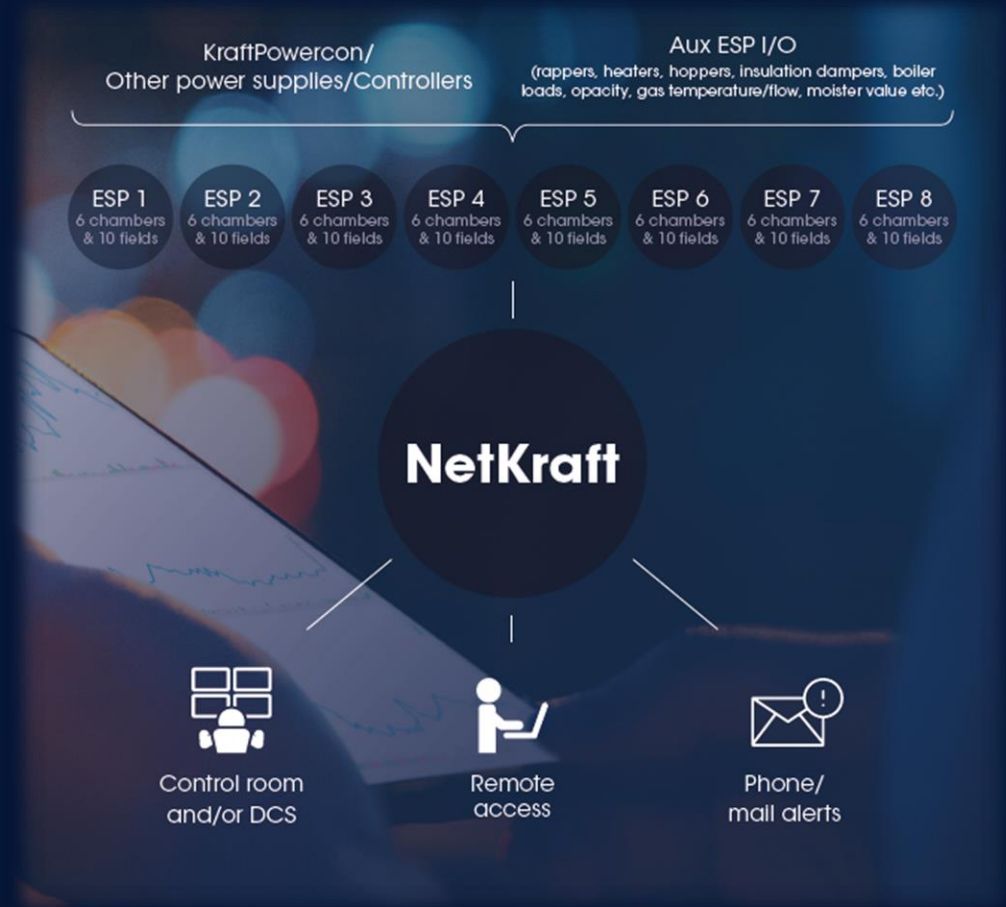 KraftPowercon/
Other power supplies/Controllers
Aux ESP I/O
(rappers, heaters, hoppers, insulation dampers, boiler
loads, opacity, gas temperature/flow, moister value etc.)
ESP 1
6 chambers
& 10 fields
ESP 2
6 chambers
& 10 fields
ESP 3
6 chambers
& 10 fields
ESP 4
6 chambers
& 10 fields
ESP 5
6 chambers
& 10 fields
ESP 6
6 chambers
& 10 fields
ESP 7
6 chambers
& 10 fields
ESP 8
6 chambers
& 10 fields
NetKraft
Control room
and/or DCS
Remote
access
Phone/
mail alerts